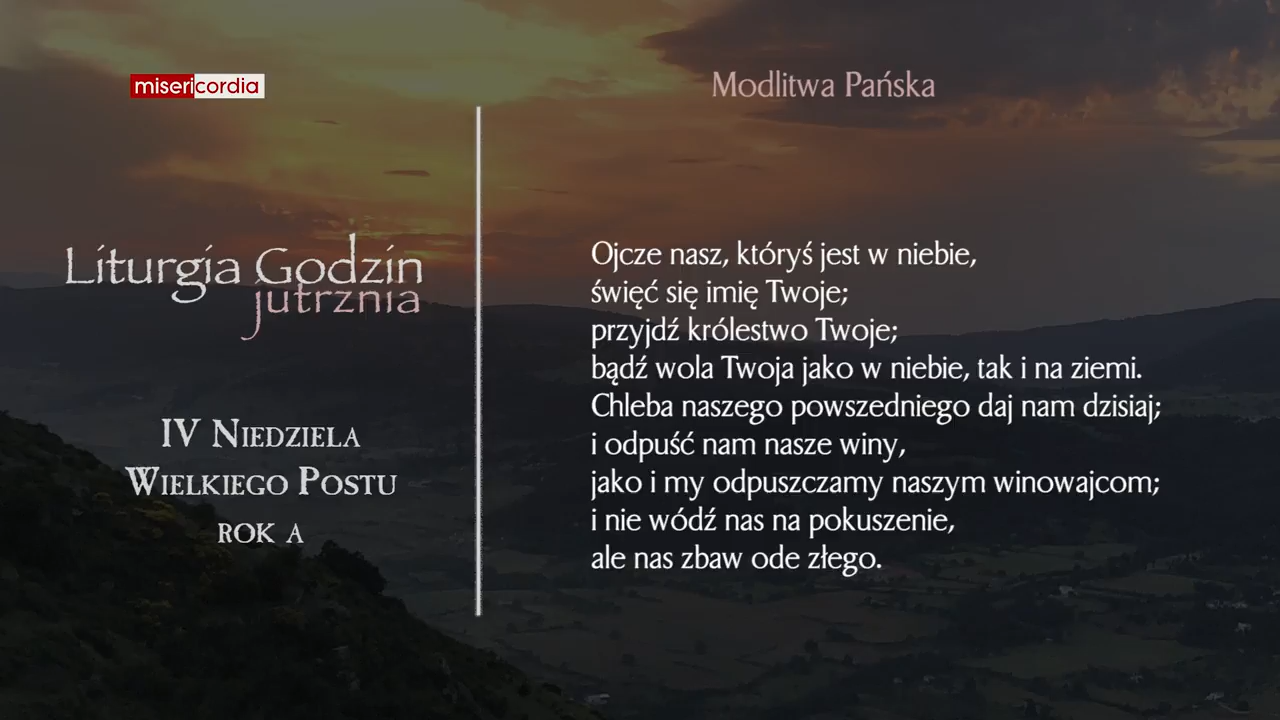 misericordia
Liturgia Godzin
jutrznia
IV Niedziela
Wielkiego Postu
rok A
Modlitwa Pańska
Ojcze nasz, któryś jest w niebie,
święć się imię Twoje;
przyjdź królestwo Twoje;
bądź wola Twoja jako w niebie, tak i na ziemi.
Chleba naszego powszedniego daj nam dzisiaj;
i odpuść nam nasze winy,
jako i my odpuszczamy naszym winowajcom;
i nie wódź nas na pokuszenie,
ale nas zbaw ode złego.